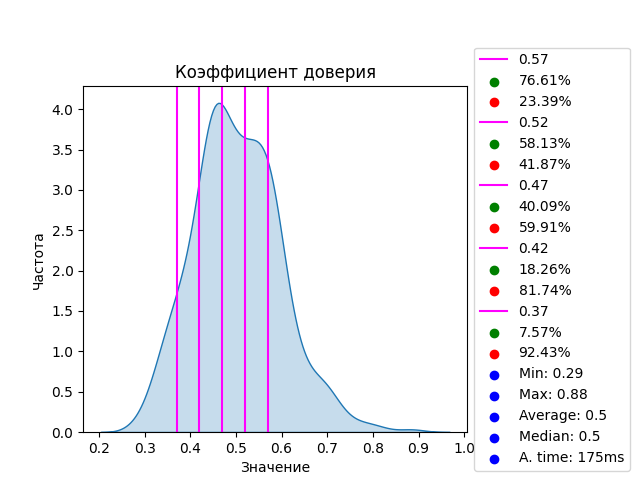 Коэффициент доверия
Частота
4.0
3.5
3.0
2.5
2.0
1.5
1.0
0.5
0.0
0.2 0.3 0.4 0.5 0.6 0.7 0.8 0.9 1.0
Значение
0.57
76.61%
23.39%
0.52
58.13%
41.87%
0.47
40.09%
59.91%
0.42
18.26%
81.74%
0.37
7.57%
92.43%
Min: 0.29
Max: 0.88
Average: 0.5
Median: 0.5
A. time: 175ms